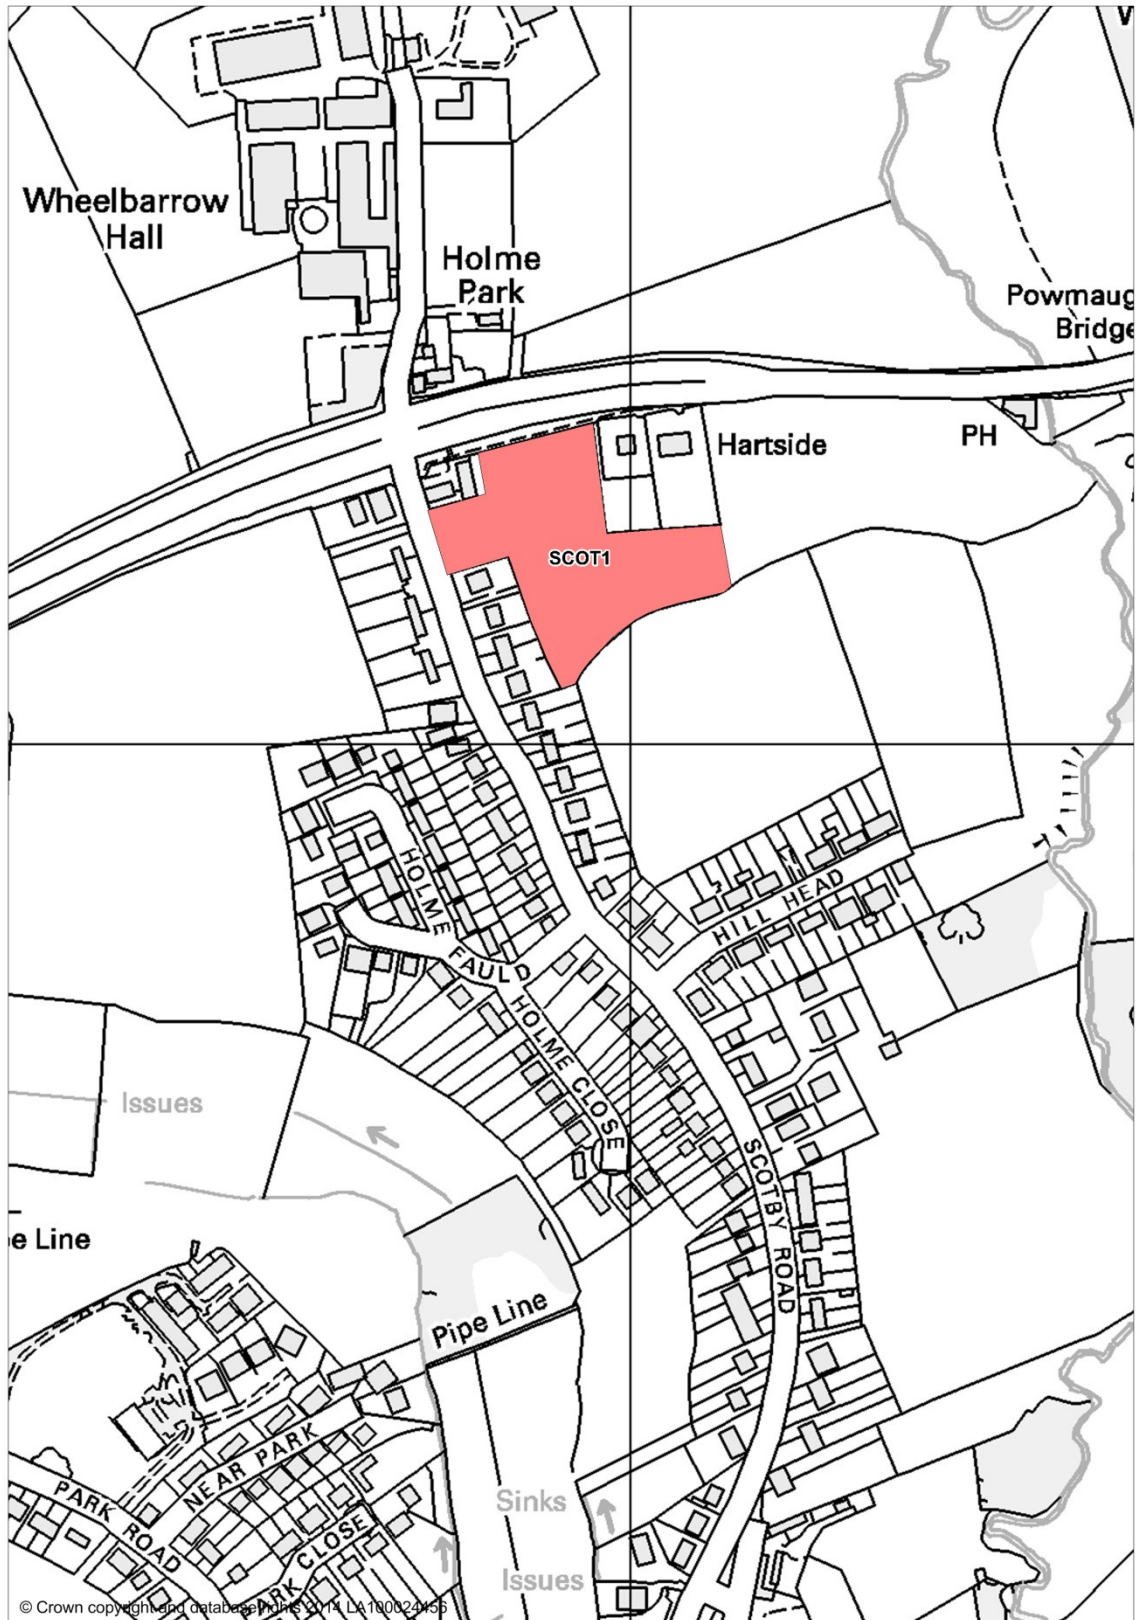 Wheelbarrow
Hall
Holme
Park
Powmaug
Bridge
Hartside
PH
SCOT1
HOLME
FAULD
HILL HEAD
HOLME CLOSE
Issues
SCOTBY ROAD
e Line
Pipe Line
NEAR PARK
PARK ROAD
CLOSE
Sinks
Issues
© Crown copyright and database rights 2014 LA100024456